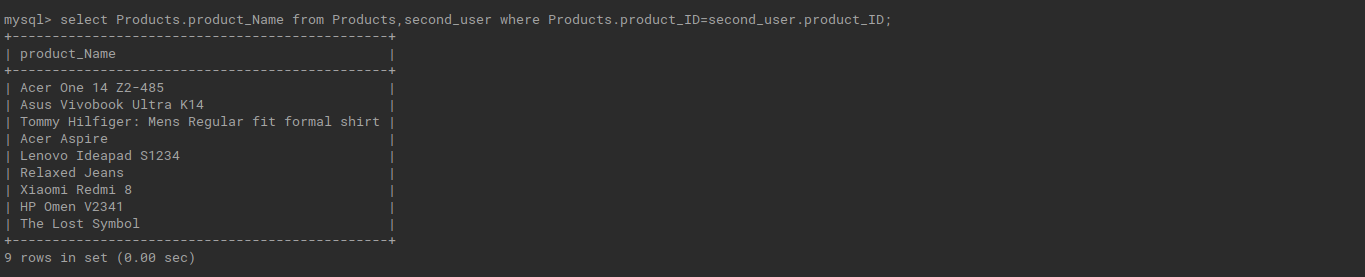 mysql> select Products.product_Name from Products,second_user where Products.product_ID=second_user.product_ID;
+-----------------------------------------------+
| product_Name                                  |
+-----------------------------------------------+
| Acer One 14 Z2-485                            |
| Asus Vivobook Ultra K14                       |
| Tommy Hilfiger: Mens Regular fit formal shirt |
| Acer Aspire                                   |
| Lenovo Ideapad S1234                          |
| Relaxed Jeans                                 |
| Xiaomi Redmi 8                                |
| HP Omen V2341                                 |
| The Lost Symbol                               |
+-----------------------------------------------+
9 rows in set (0.00 sec)